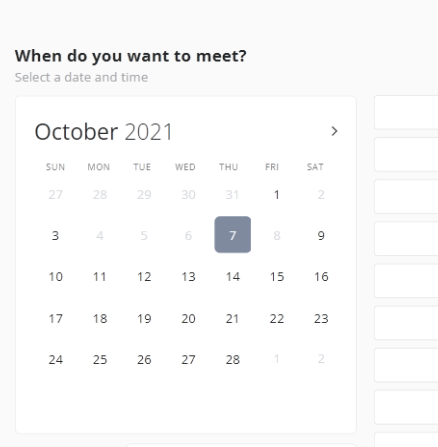 When do you want to meet?
Select a date and time
October 2021
SUN MON TUE WED THU FRI SAT
27 28 29 30 31 1 2
3 4 5 6 7 8 9
10 11 12 13 14 15 16
17 18 19 20 21 22 23
24 25 26 27 28 1 2